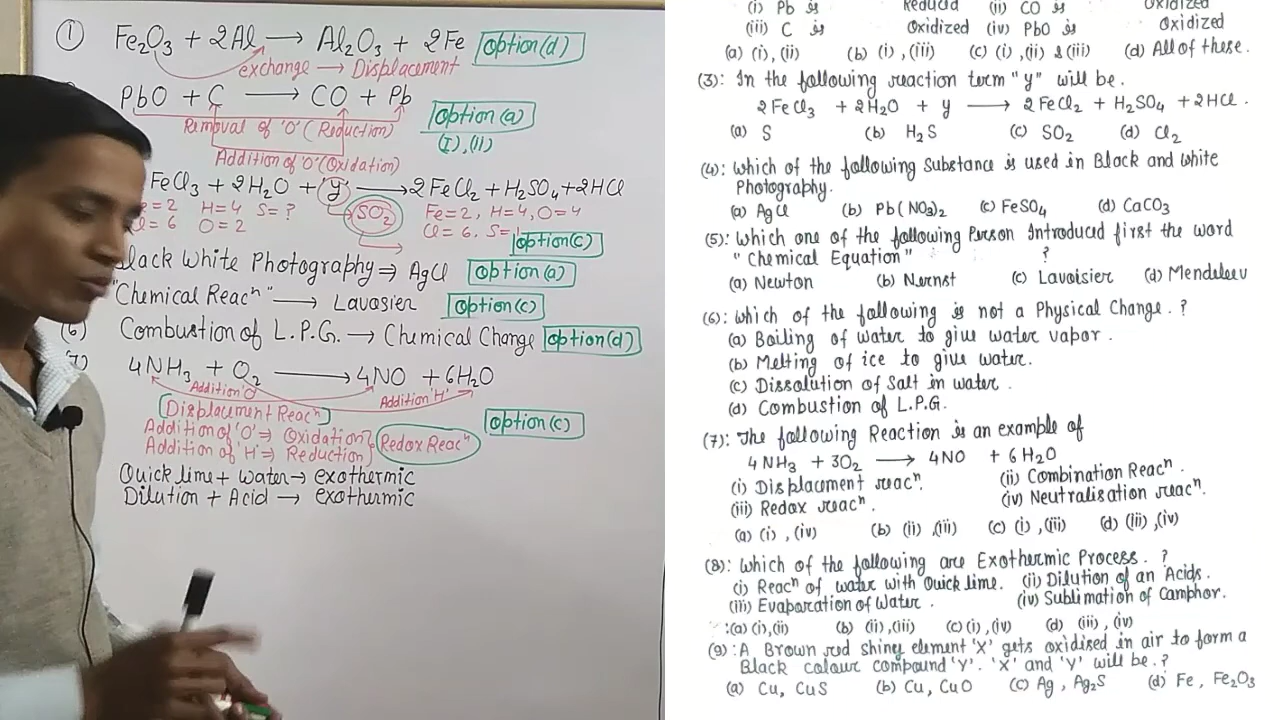 ① Fe2O3 + 2Al → Al2O3 + 2Fe option(d)
exchange → Displacement
PbO + C → CO + Pb
Removal of 'O' (Reduction) option(a)
(I),(II)
Addition of 'O' (Oxidation)
FeCl3 + 2H2O + y → 2FeCl2 + H2SO4 + 2HCl
=2 H=4 S=? SO2 Fe=2, H=4, O=4
=6 O=2 Cl=6, S=
option(c)
lack White Photography ⇒ AgCl option(a)
"Chemical Reacⁿ" → Lavosier option(c)
(6) Combustion of L.P.G. → Chemical Change option(d)
(7) 4NH3 + O2 → 4NO + 6H2O
Addition 'O' Addition 'H'
Displacement Reacⁿ option(c)
Addition of 'O' ⇒ Oxidation
Addition of 'H' ⇒ Reduction } Redox Reacⁿ
Quick lime + water → exothermic
Dilution + Acid → exothermic
(i) Pb is Reduced (ii) CO is Oxidized
(iii) C is Oxidized (iv) PbO is Oxidized
(a) (i), (ii) (b) (i), (iii) (c) (i), (ii) & (iii) (d) All of these.
(3): In the following reaction term "y" will be.
2FeCl3 + 2H2O + y → 2FeCl2 + H2SO4 + 2HCl.
(a) S (b) H2S (c) SO2 (d) Cl2
(4): Which of the following Substance is used in Black and white
Photography.
(a) AgCl (b) Pb(NO3)2 (c) FeSO4 (d) CaCO3
(5): Which one of the following Person Introduced first the word
"Chemical Equation" ?
(a) Newton (b) Nernst (c) Lavoisier (d) Mendeleev
(6): Which of the following is not a Physical Change. ?
(a) Boiling of water to give water vapor.
(b) Melting of ice to give water.
(c) Dissolution of Salt in water.
(d) Combustion of L.P.G.
(7): The following Reaction is an example of
4NH3 + 3O2 → 4NO + 6H2O
(i) Displacement reacⁿ. (ii) Combination Reacⁿ.
(iii) Redox reacⁿ. (iv) Neutralisation reacⁿ.
(a) (i), (iv) (b) (ii), (iii) (c) (i), (iii) (d) (iii), (iv)
(8): Which of the following are Exothermic Process. ?
(i) Reacⁿ of water with Quick lime. (ii) Dilution of an Acids.
(iii) Evaporation of Water. (iv) Sublimation of Camphor.
(a) (i), (ii) (b) (ii), (iii) (c) (i), (iv) (d) (iii), (iv)
(9): A Brown red shiney element 'X' gets oxidised in air to form a
Black colour compound 'Y'. 'X' and 'Y' will be. ?
(a) Cu, CuS (b) Cu, CuO (c) Ag, Ag2S (d) Fe, Fe2O3